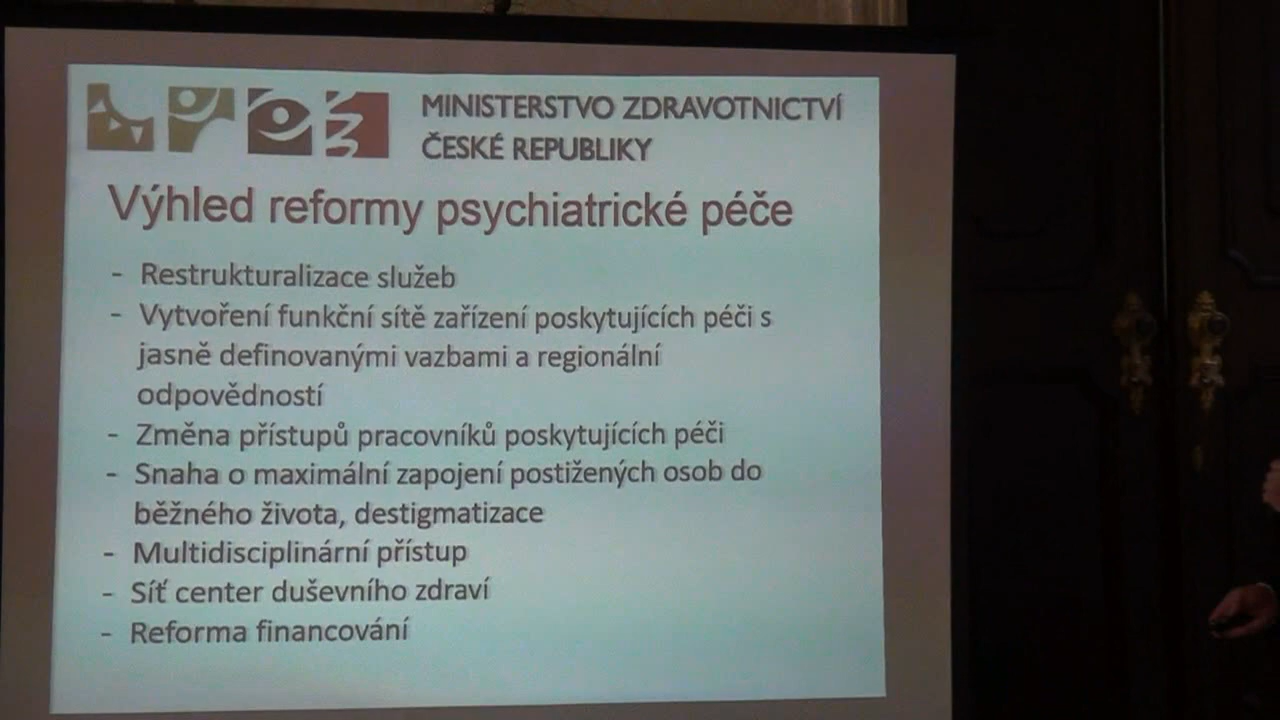 MINISTERSTVO ZDRAVOTNICTVÍ
ČESKÉ REPUBLIKY
Výhled reformy psychiatrické péče
- Restrukturalizace služeb
- Vytvoření funkční sítě zařízení poskytujících péči s
jasně definovanými vazbami a regionální
odpovědností
- Změna přístupů pracovníků poskytujících péči
- Snaha o maximální zapojení postižených osob do
běžného života, destigmatizace
- Multidisciplinární přístup
- Síť center duševního zdraví
- Reforma financování